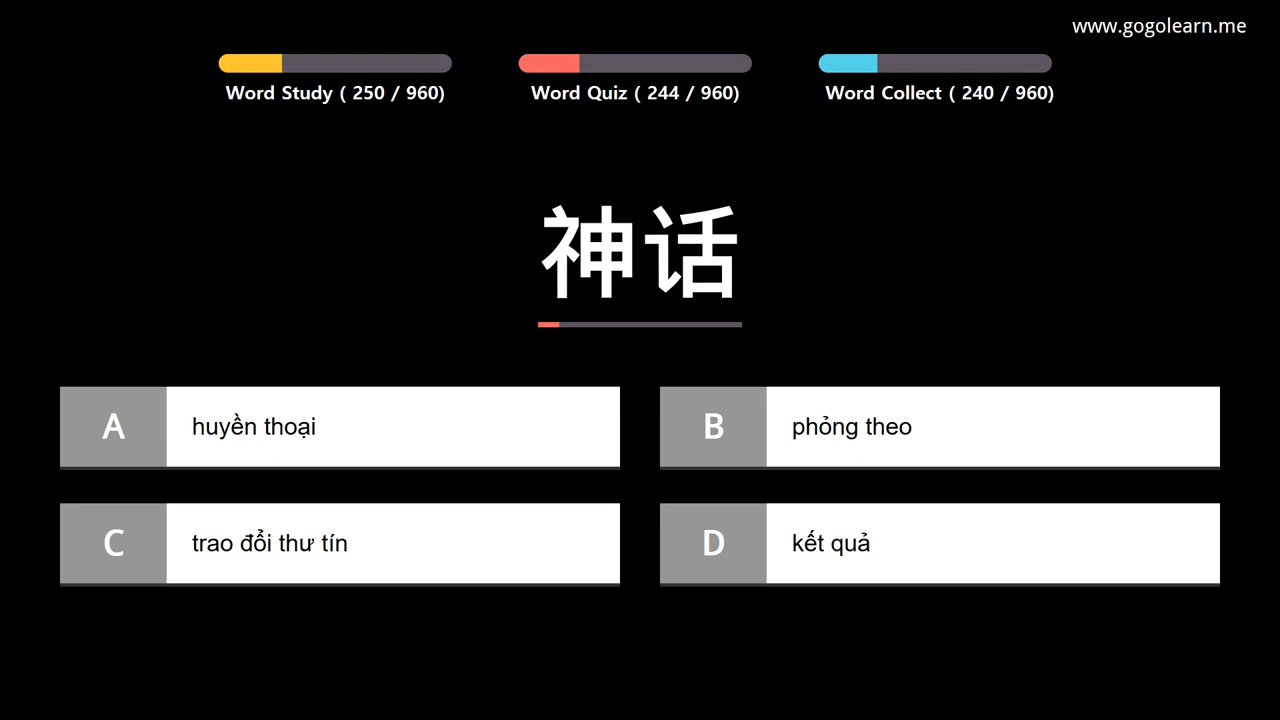 www.gogolearn.me
Word Study ( 250 / 960)
Word Quiz ( 244 / 960)
Word Collect ( 240 / 960)
神话
A
huyền thoại
B
phỏng theo
C
trao đổi thư tín
D
kết quả